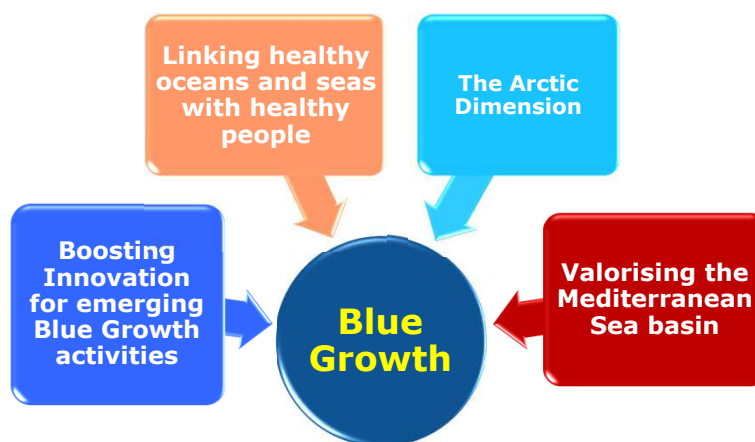 Linking healthy
oceans and seas
with healthy
people
The Arctic
Dimension
Boosting
Innovation
for emerging
Blue Growth
activities
Valorising the
Mediterranean
Sea basin
Blue
Growth